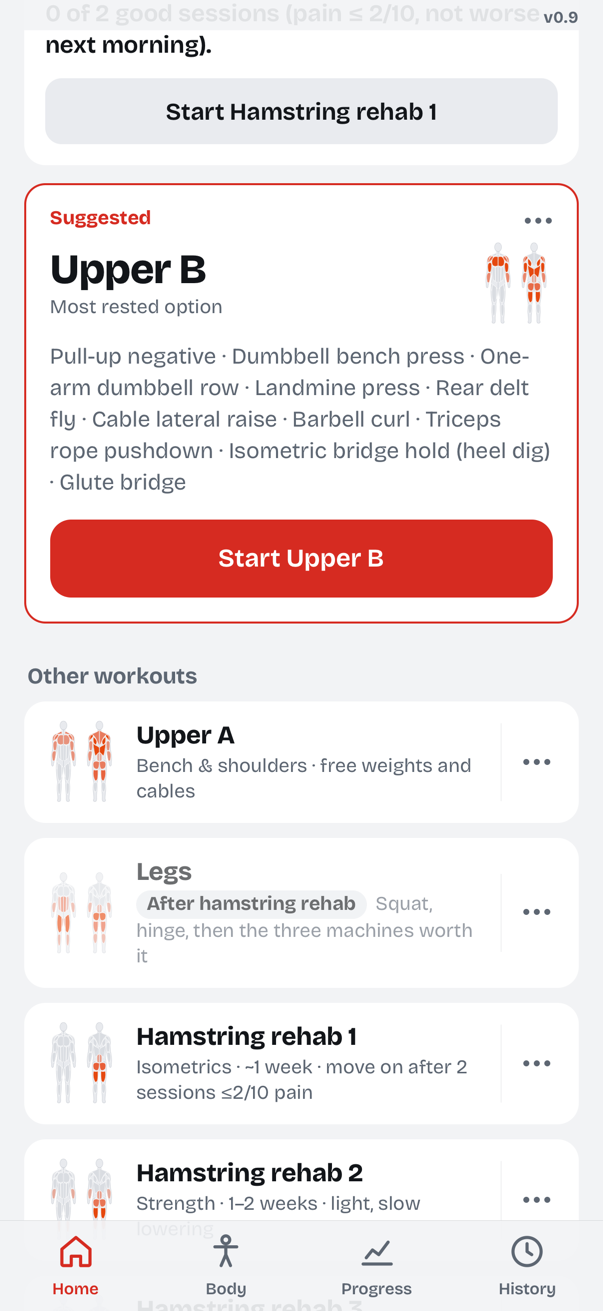 0 of 2 good sessions (pain ≤ 2/10, not worse
v0.9
next morning).
Start Hamstring rehab 1
Suggested
Upper B
Most rested option
Pull-up negative · Dumbbell bench press · One-
arm dumbbell row · Landmine press · Rear delt
fly · Cable lateral raise · Barbell curl · Triceps
rope pushdown · Isometric bridge hold (heel dig)
· Glute bridge
Start Upper B
Other workouts
Upper A
Bench & shoulders · free weights and
cables
Legs
After hamstring rehab Squat,
hinge, then the three machines worth
it
Hamstring rehab 1
Isometrics · ~1 week · move on after 2
sessions ≤2/10 pain
Hamstring rehab 2
Strength · 1–2 weeks · light, slow
lowering
Home
Body
Progress
History
Hamstring rehab 3